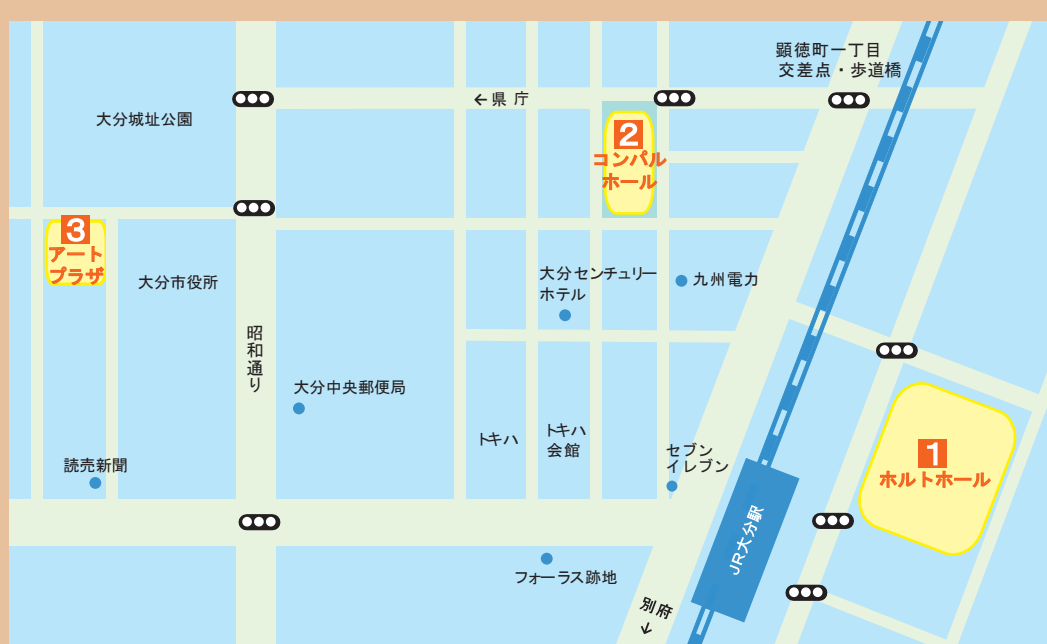 顕徳町一丁目
交差点・歩道橋
←県庁
大分城址公園
2
コンパル
ホール
3
アート
プラザ
大分市役所
大分センチュリー
ホテル
九州電力
昭和通り
大分中央郵便局
トキハ
トキハ
会館
セブン
イレブン
1
ホルトホール
読売新聞
JR大分駅
フォーラス跡地
別府
↓